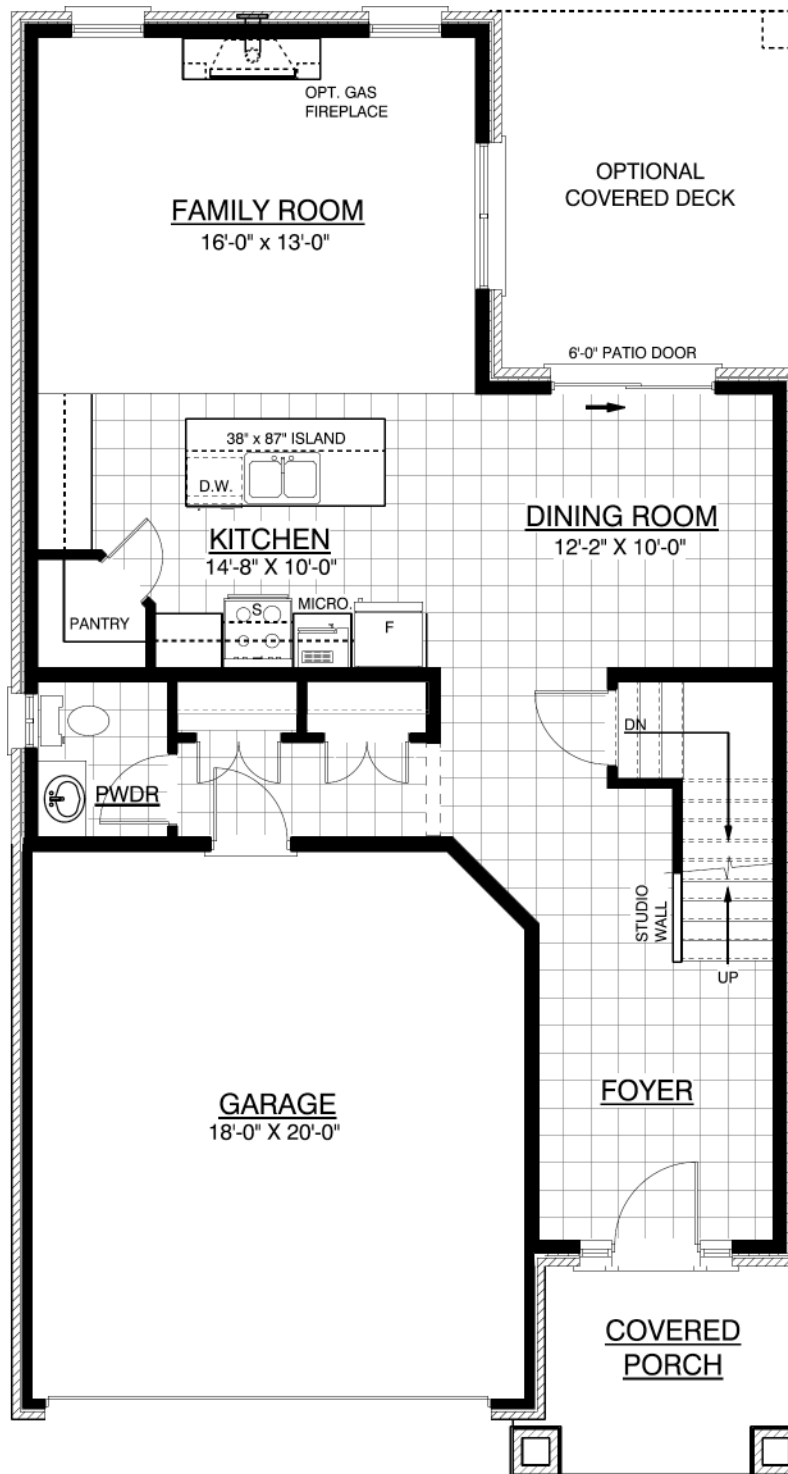 OPT. GAS
FIREPLACE
OPTIONAL
COVERED DECK
FAMILY ROOM
16'-0" x 13'-0"
6'-0" PATIO DOOR
38" x 87" ISLAND
D.W.
KITCHEN
14'-8" X 10'-0"
DINING ROOM
12'-2" X 10'-0"
PANTRY
S
MICRO.
F
DN
PWDR
STUDIO
WALL
UP
FOYER
GARAGE
18'-0" X 20'-0"
COVERED
PORCH